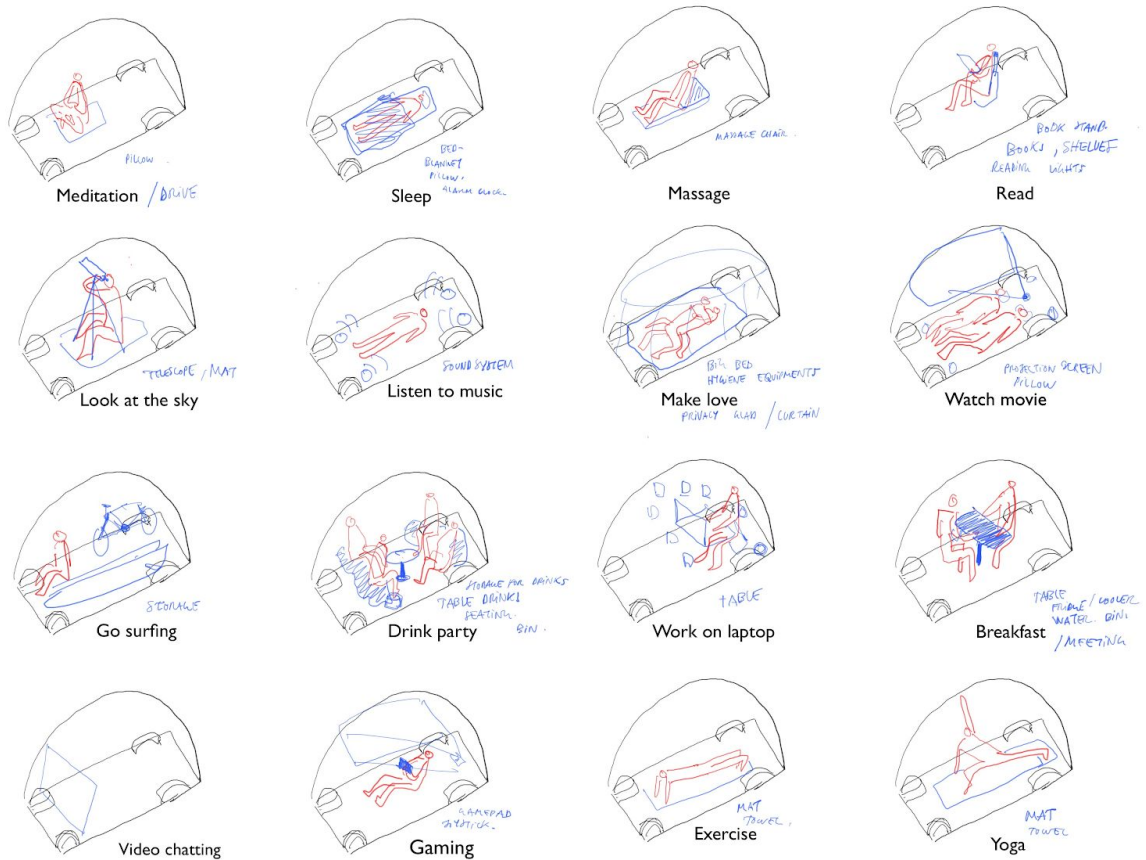 PILLOW.
Meditation / DRIVE
BED-
BLANKET
PILLOW.
ALARM CLOCK.
Sleep
MASSAGE CHAIR.
Massage
BOOK STAND.
BOOKS, SHELVES
READING LIGHTS
Read
TELESCOPE / MAT
Look at the sky
SOUND SYSTEM
Listen to music
BIG BED
HYGIENE EQUIPMENTS
Make love
PRIVACY / CURTAIN
PROJECTION SCREEN
PILLOW
Watch movie
STORAGE
Go surfing
STORAGE FOR DRINKS
TABLE DRINKS
SEATING.
BIN.
Drink party
TABLE
Work on laptop
TABLE
FRIDGE / COOLER
WATER. BIN.
Breakfast
/ MEETING
Video chatting
GAMEPAD
JOYSTICK.
Gaming
MAT
TOWEL.
Exercise
MAT
TOWEL
Yoga